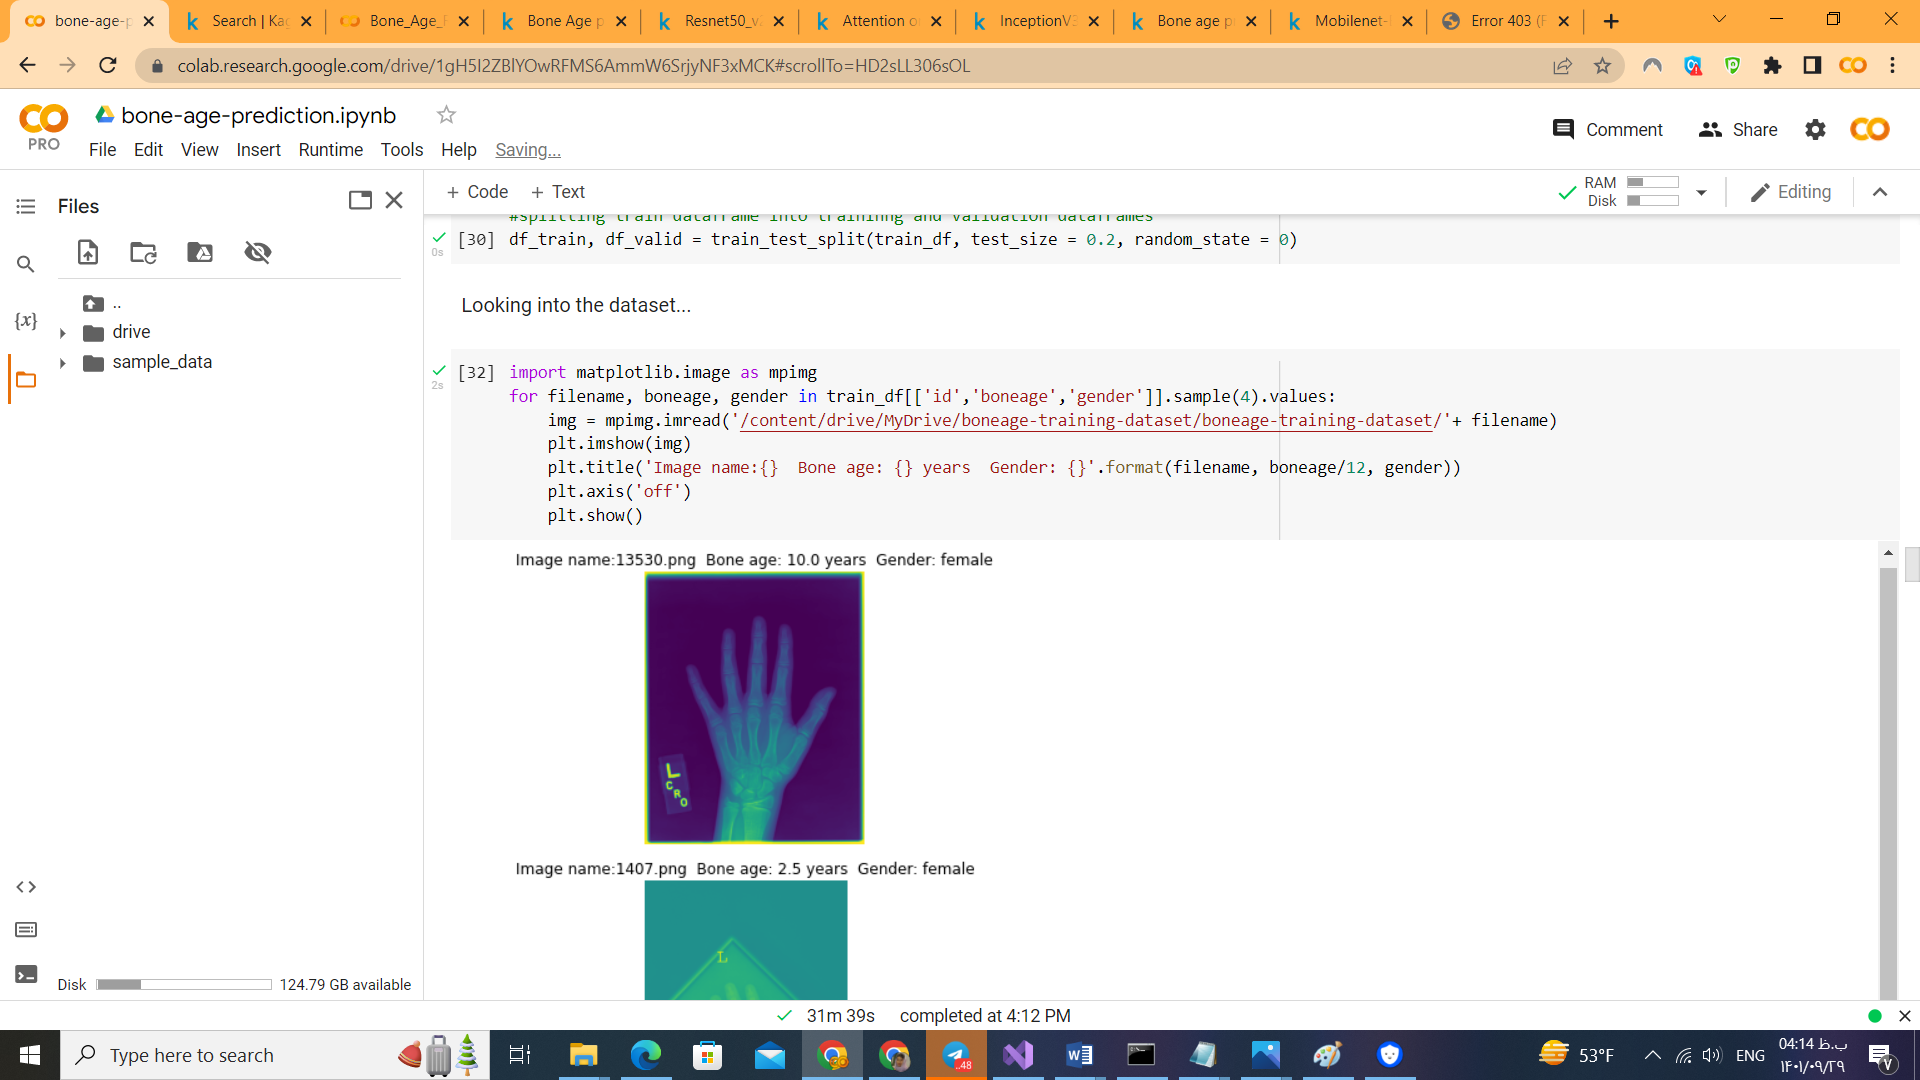 bone-age-p
Search | Kag
Bone_Age_F
Bone Age p
Resnet50_v
Attention o
InceptionV3
Bone age p
Mobilenet-
Error 403 (F
colab.research.google.com/drive/1gH5I2ZBlYOwRFMS6AmmW6SrjyNF3xMCK#scrollTo=HD2sLL306sOL
PRO
bone-age-prediction.ipynb
Comment
Share
File Edit View Insert Runtime Tools Help Saving...
Files
+ Code + Text
RAM
Disk
Editing
..
drive
sample_data
{x}
#splitting train dataframe into traininng and validation dataframes
[30] df_train, df_valid = train_test_split(train_df, test_size = 0.2, random_state = 0)
0s
Looking into the dataset...
[32] import matplotlib.image as mpimg
2s
for filename, boneage, gender in train_df[['id','boneage','gender']].sample(4).values:
img = mpimg.imread('/content/drive/MyDrive/boneage-training-dataset/boneage-training-dataset/'+ filename)
plt.imshow(img)
plt.title('Image name:{}  Bone age: {} years  Gender: {}'.format(filename, boneage/12, gender))
plt.axis('off')
plt.show()
Image name:13530.png  Bone age: 10.0 years  Gender: female
L
C
R
O
Image name:1407.png  Bone age: 2.5 years  Gender: female
L
Disk
124.79 GB available
31m 39s completed at 4:12 PM
Type here to search
..48
53°F
ENG
04:14 ب.ظ
۱۴۰۱/۰۹/۲۹
V